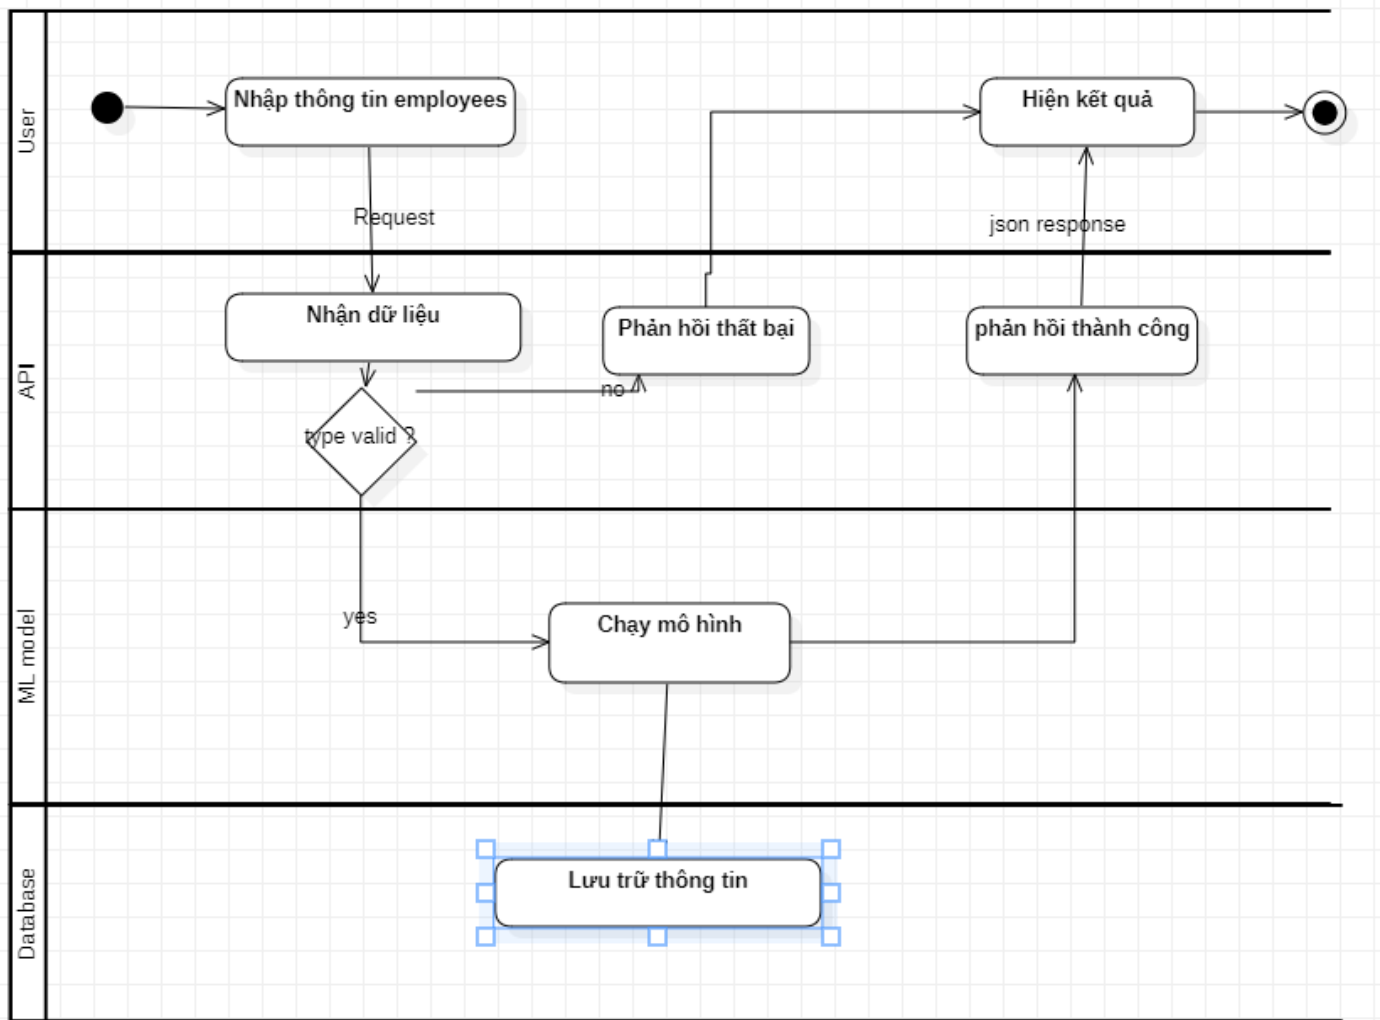 User
Nhập thông tin employees
Hiện kết quả
Request
json response
API
Nhận dữ liệu
Phản hồi thất bại
phản hồi thành công
no
type valid ?
ML model
yes
Chạy mô hình
Database
Lưu trữ thông tin